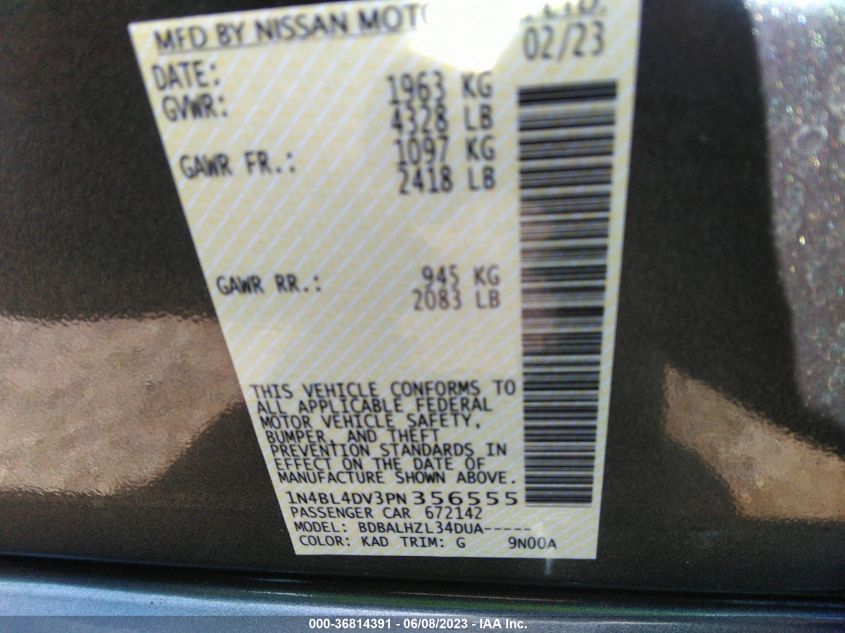 MFD BY NISSAN MOT LTD.
DATE: 02/23
GVWR: 1963 KG
4328 LB
GAWR FR.: 1097 KG
2418 LB
GAWR RR.: 945 KG
2083 LB
THIS VEHICLE CONFORMS TO
ALL APPLICABLE FEDERAL
MOTOR VEHICLE SAFETY,
BUMPER, AND THEFT
PREVENTION STANDARDS IN
EFFECT ON THE DATE OF
MANUFACTURE SHOWN ABOVE.
1N4BL4DV3PN356555
PASSENGER CAR 672142
MODEL: BDBALHZL34DUA-----
COLOR: KAD TRIM: G 9N00A
000-36814391 - 06/08/2023 - IAA Inc.